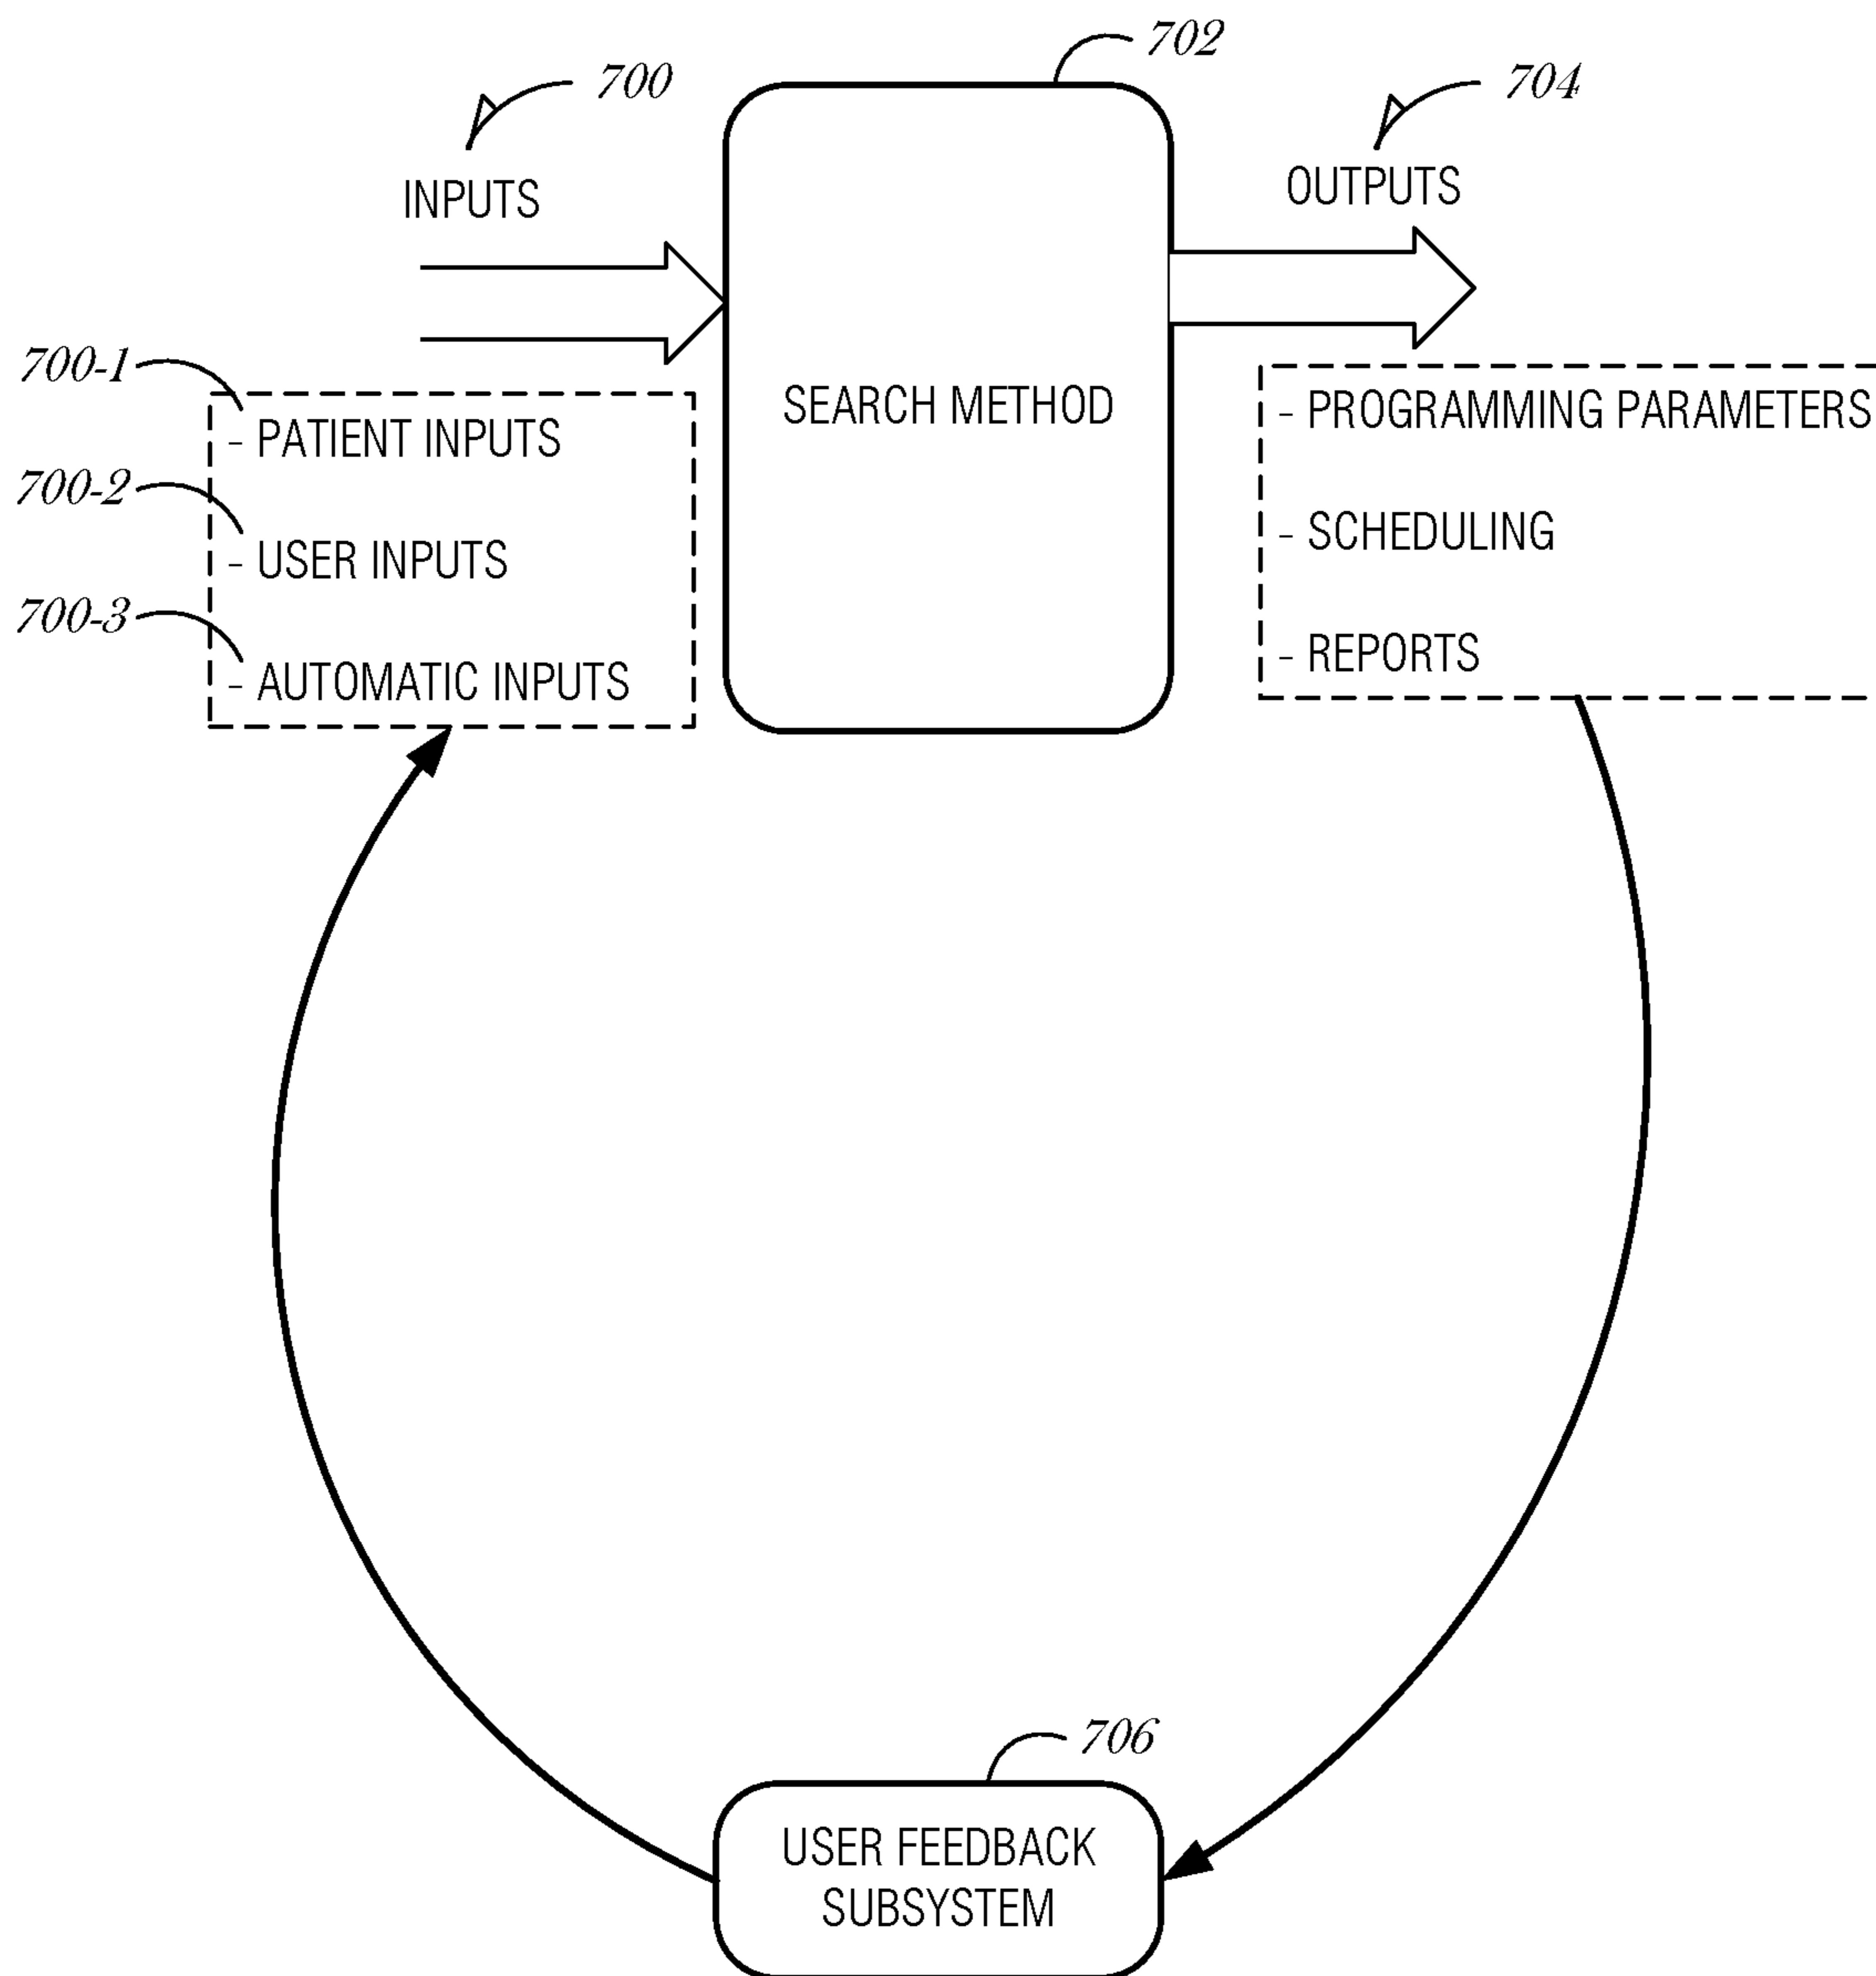 702
700
704
INPUTS
OUTPUTS
700-1
- PATIENT INPUTS
700-2
- USER INPUTS
700-3
- AUTOMATIC INPUTS
SEARCH METHOD
- PROGRAMMING PARAMETERS
- SCHEDULING
- REPORTS
706
USER FEEDBACK
SUBSYSTEM